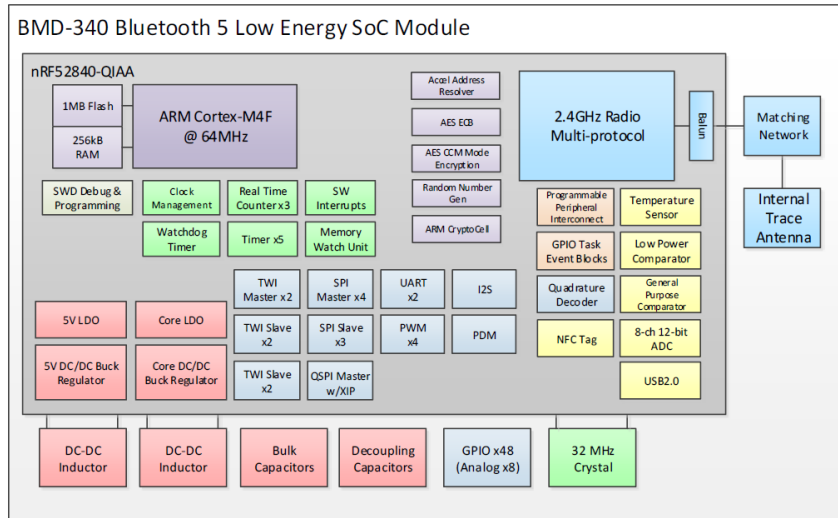 BMD-340 Bluetooth 5 Low Energy SoC Module
nRF52840-QIAA
1MB Flash
256kB
RAM
ARM Cortex-M4F
@ 64MHz
Accel Address
Resolver
AES ECB
AES CCM Mode
Encryption
Random Number
Gen
ARM CryptoCell
2.4GHz Radio
Multi-protocol
Balun
Matching
Network
Internal
Trace
Antenna
SWD Debug &
Programming
Clock
Management
Real Time
Counter x3
SW
Interrupts
Watchdog
Timer
Timer x5
Memory
Watch Unit
Programmable
Peripheral
Interconnect
Temperature
Sensor
GPIO Task
Event Blocks
Low Power
Comparator
Quadrature
Decoder
General
Purpose
Comparator
NFC Tag
8-ch 12-bit
ADC
USB2.0
TWI
Master x2
SPI
Master x4
UART
x2
I2S
TWI Slave
x2
SPI Slave
x3
PWM
x4
PDM
TWI Slave
x2
QSPI Master
w/XIP
5V LDO
Core LDO
5V DC/DC Buck
Regulator
Core DC/DC
Buck Regulator
DC-DC
Inductor
DC-DC
Inductor
Bulk
Capacitors
Decoupling
Capacitors
GPIO x48
(Analog x8)
32 MHz
Crystal